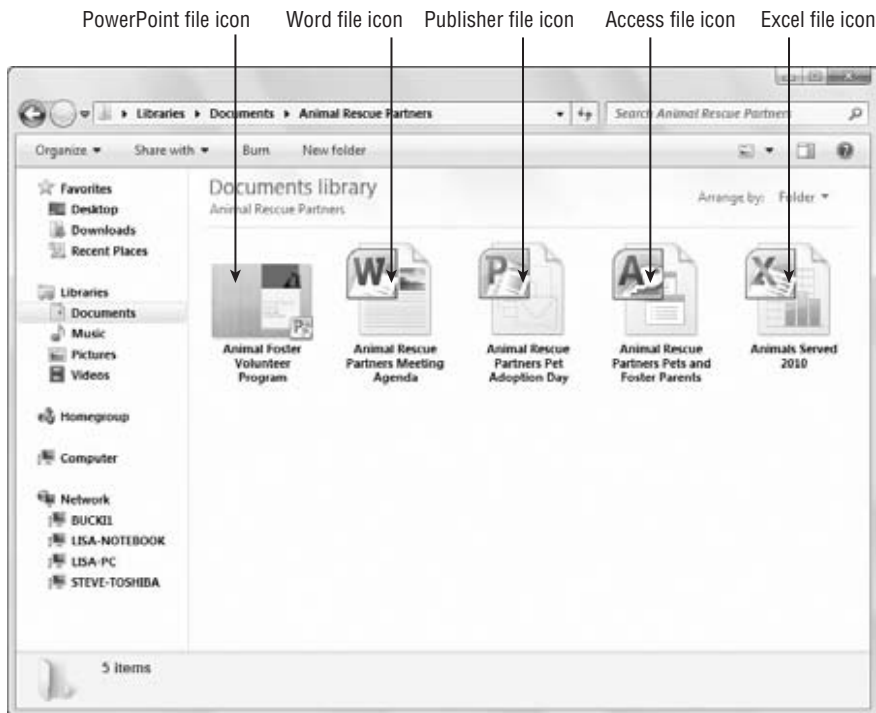 PowerPoint file icon Word file icon Publisher file icon Access file icon Excel file icon
Libraries Documents Animal Rescue Partners Search Animal Rescue Partners
Organize Share with Burn New folder
Favorites
Desktop
Downloads
Recent Places
Libraries
Documents
Music
Pictures
Videos
Homegroup
Computer
Network
BUCKI1
LISA-NOTEBOOK
LISA-PC
STEVE-TOSHIBA
Documents library
Animal Rescue Partners
Arrange by: Folder
W P A X
Animal Foster
Volunteer
Program
Animal Rescue
Partners Meeting
Agenda
Animal Rescue
Partners Pet
Adoption Day
Animal Rescue
Partners Pets and
Foster Parents
Animals Served
2010
5 items